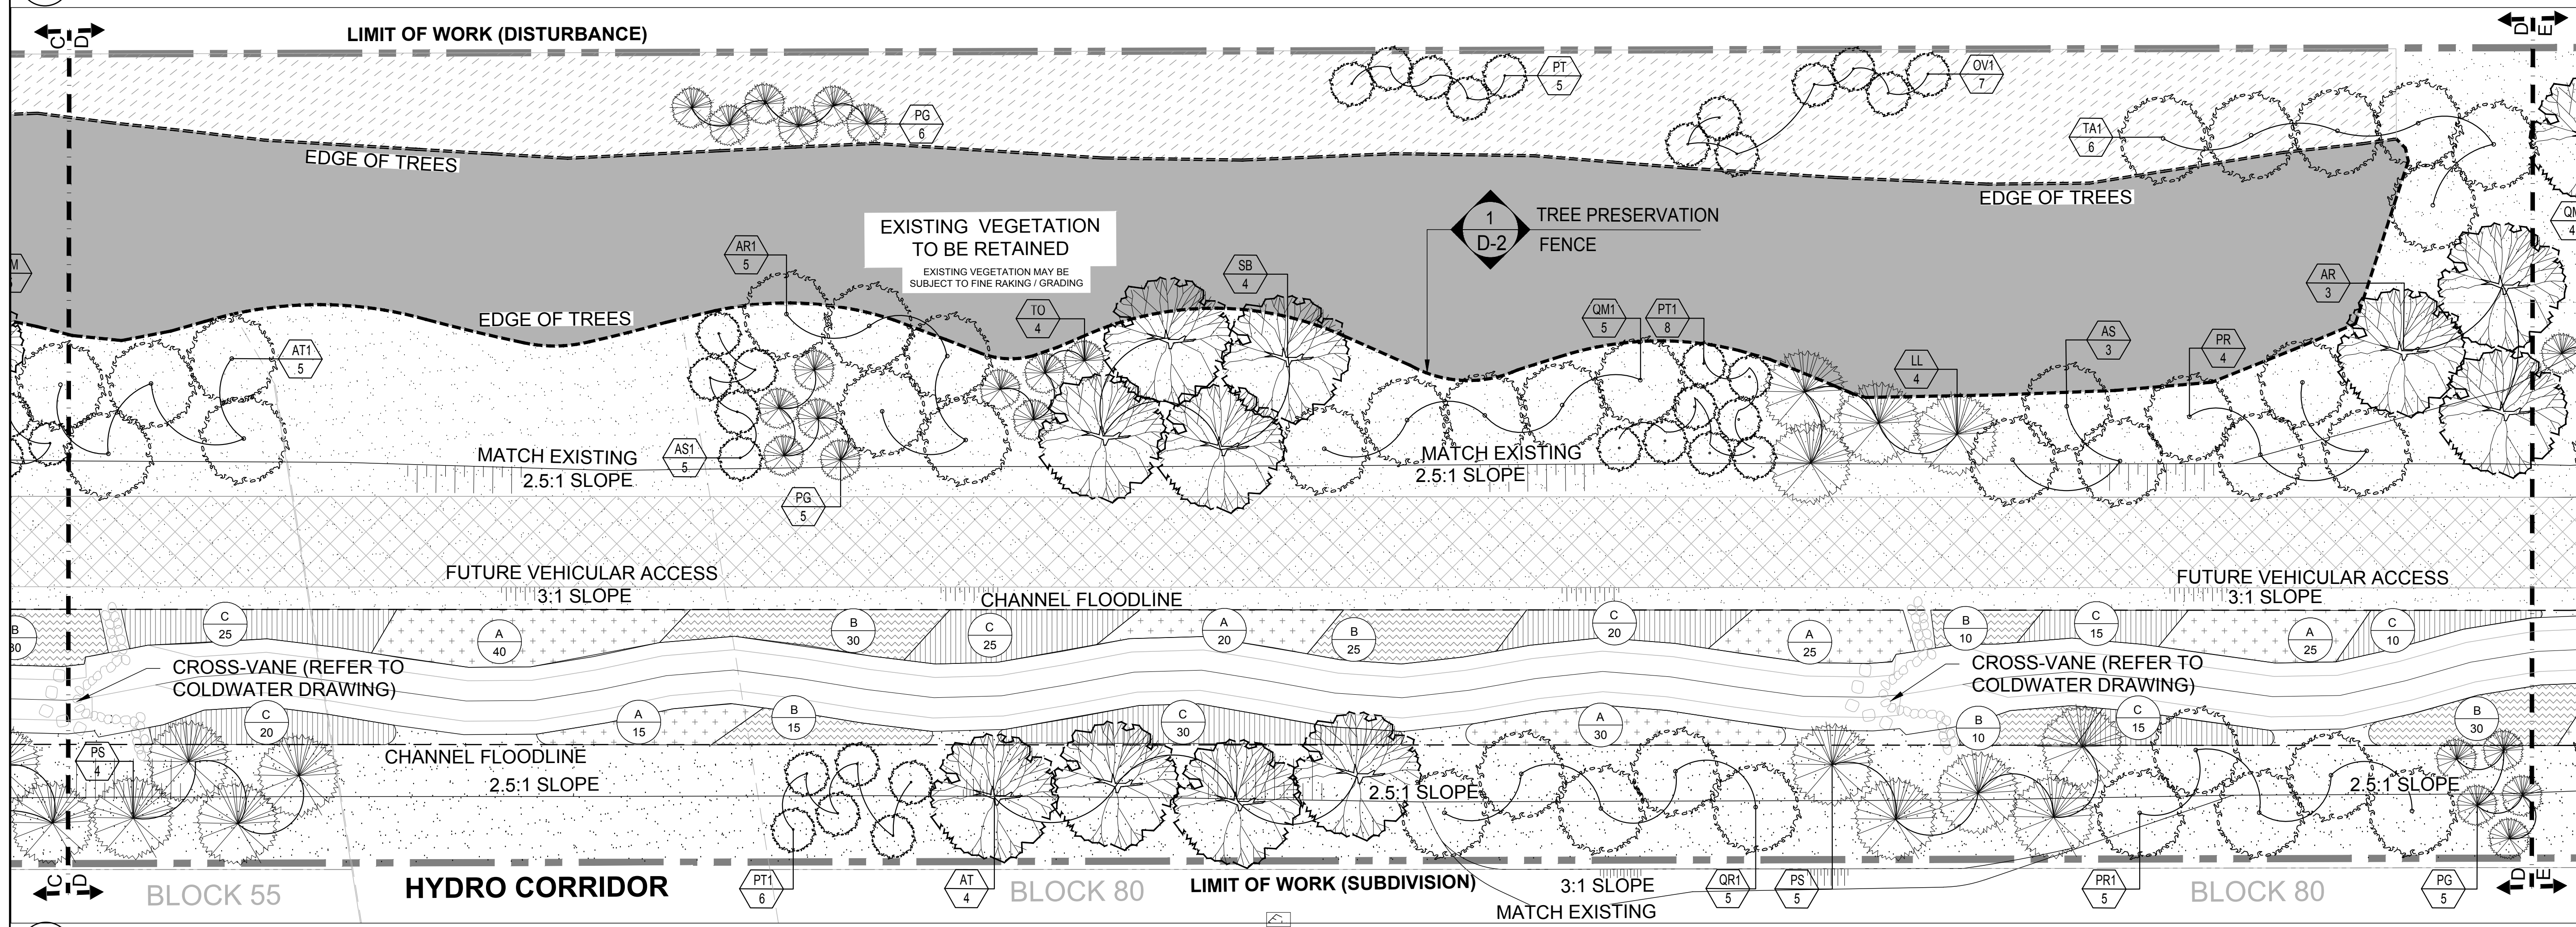 C D
LIMIT OF WORK (DISTURBANCE)
D E
PT
5
OV1
7
PG
6
TA1
6
EDGE OF TREES
EDGE OF TREES
EXISTING VEGETATION
TO BE RETAINED
EXISTING VEGETATION MAY BE
SUBJECT TO FINE RAKING / GRADING
1
D-2
TREE PRESERVATION
FENCE
QM
4
M
AR1
5
SB
4
AR
3
EDGE OF TREES
TO
4
QM1
5
PT1
8
AT1
5
AS
3
PR
4
LL
4
AS1
5
MATCH EXISTING
2.5:1 SLOPE
MATCH EXISTING
2.5:1 SLOPE
PG
5
FUTURE VEHICULAR ACCESS
3:1 SLOPE
CHANNEL FLOODLINE
FUTURE VEHICULAR ACCESS
3:1 SLOPE
B
30
C
25
A
40
B
30
C
25
A
20
B
25
C
20
A
25
B
10
C
15
A
25
C
10
CROSS-VANE (REFER TO
COLDWATER DRAWING)
CROSS-VANE (REFER TO
COLDWATER DRAWING)
C
20
A
15
B
15
C
30
A
30
B
10
C
15
B
30
PS
4
CHANNEL FLOODLINE
2.5:1 SLOPE
2.5:1 SLOPE
2.5:1 SLOPE
C D
BLOCK 55
HYDRO CORRIDOR
PT1
6
AT
4
BLOCK 80
LIMIT OF WORK (SUBDIVISION)
3:1 SLOPE
MATCH EXISTING
QR1
5
PS
5
PR1
5
BLOCK 80
PG
5
D E